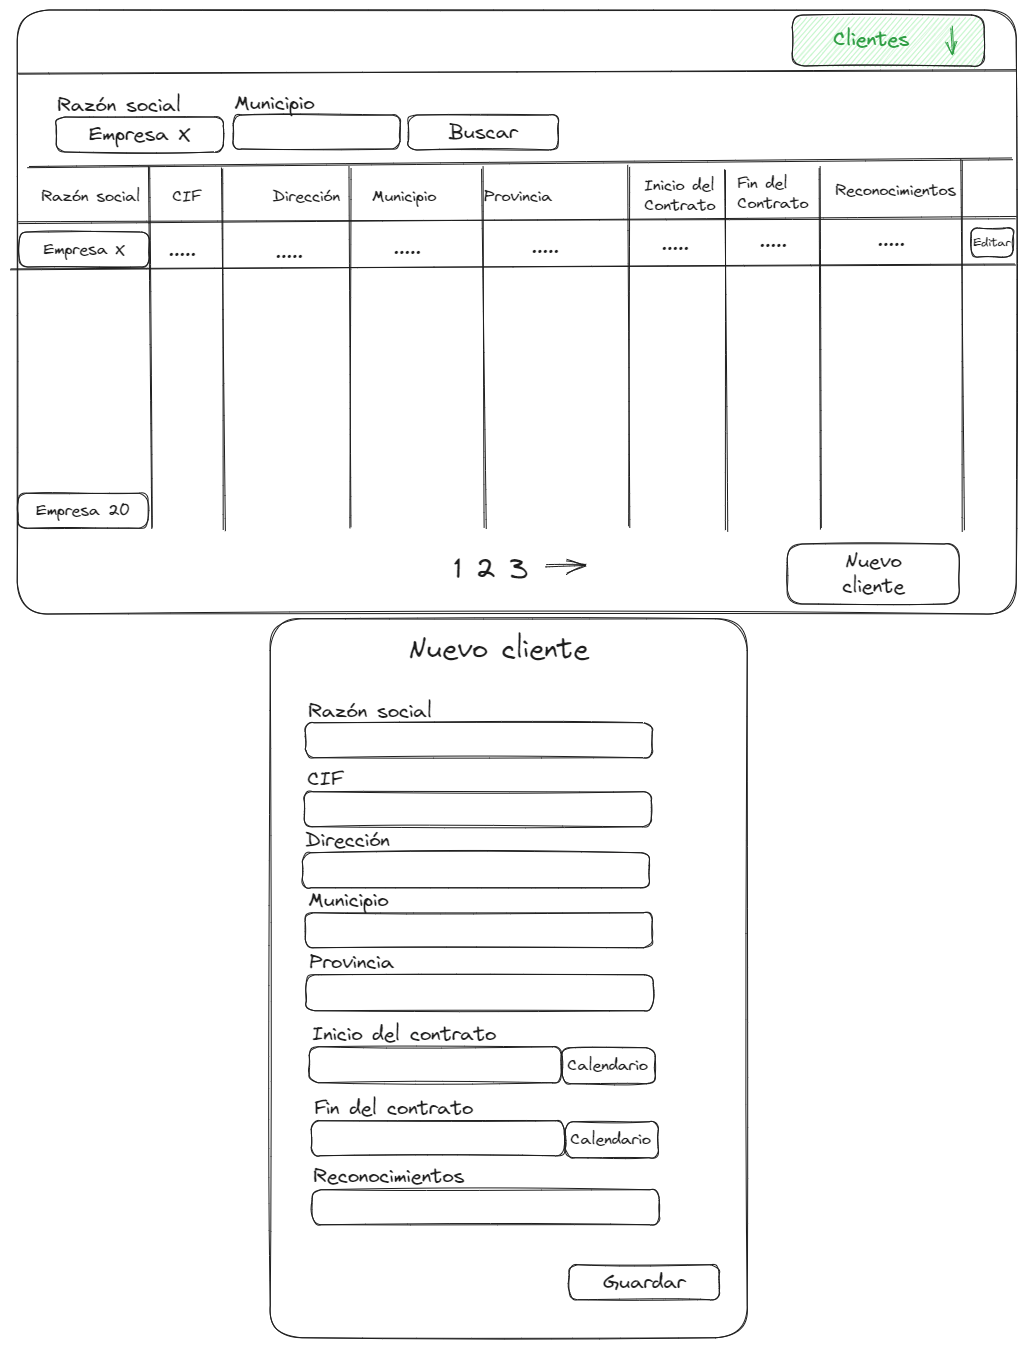 Clientes ↓
Razón social Municipio
Empresa X Buscar
Razón social CIF Dirección Municipio Provincia Inicio del Contrato Fin del Contrato Reconocimientos
Empresa X ..... ..... ..... ..... ..... ..... ..... Editar
Empresa 20
1 2 3 →
Nuevo
cliente
Nuevo cliente
Razón social
CIF
Dirección
Municipio
Provincia
Inicio del contrato
Calendario
Fin del contrato
Calendario
Reconocimientos
Guardar